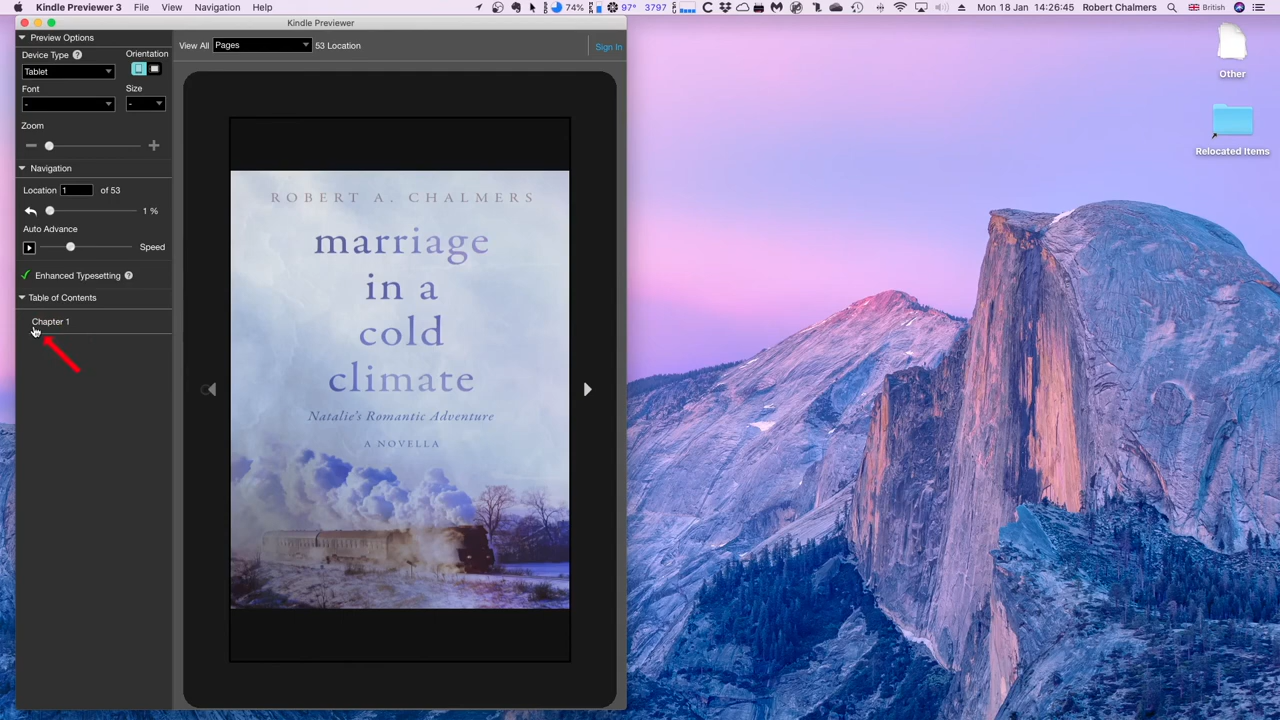 Kindle Previewer 3 File View Navigation Help 74% 97° 3797 British Mon 18 Jan 14:26:45 Robert Chalmers
Kindle Previewer
Preview Options
Device Type ?
Orientation
Tablet
Font
Size
-
-
Zoom
Navigation
Location 1 of 53
1 %
Auto Advance
Speed
Enhanced Typesetting ?
Table of Contents
Chapter 1
View All Pages 53 Location
Sign In
ROBERT A. CHALMERS
marriage
in a
cold
climate
Natalie's Romantic Adventure
A NOVELLA
Other
Relocated Items